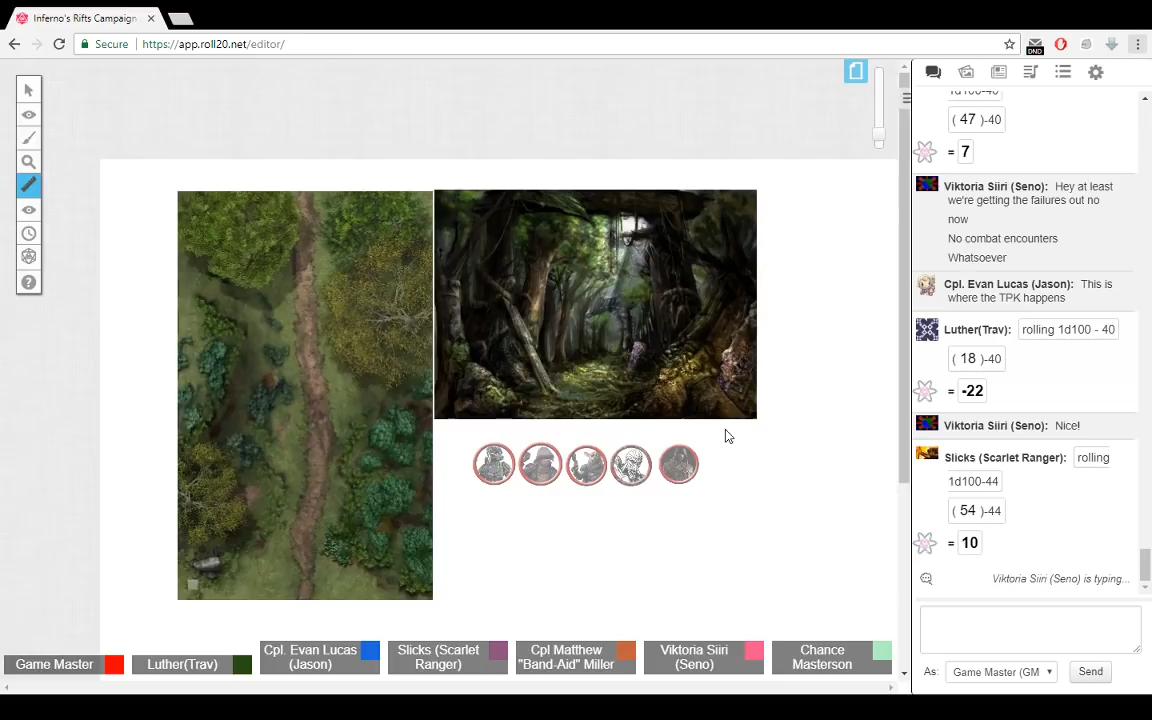 Inferno's Rifts Campaign
Secure
https://app.roll20.net/editor/
DND
( 47 )-40
= 7
Viktoria Siiri (Seno): Hey at least
we're getting the failures out no
now
No combat encounters
Whatsoever
Cpl. Evan Lucas (Jason): This is
where the TPK happens
Luther(Trav): rolling 1d100 - 40
( 18 )-40
= -22
Viktoria Siiri (Seno): Nice!
Slicks (Scarlet Ranger): rolling
1d100-44
( 54 )-44
= 10
Viktoria Siiri (Seno) is typing...
As: Game Master (GM Send
Game Master
Luther(Trav)
Cpl. Evan Lucas
(Jason)
Slicks (Scarlet
Ranger)
Cpl Matthew
"Band-Aid" Miller
Viktoria Siiri
(Seno)
Chance
Masterson